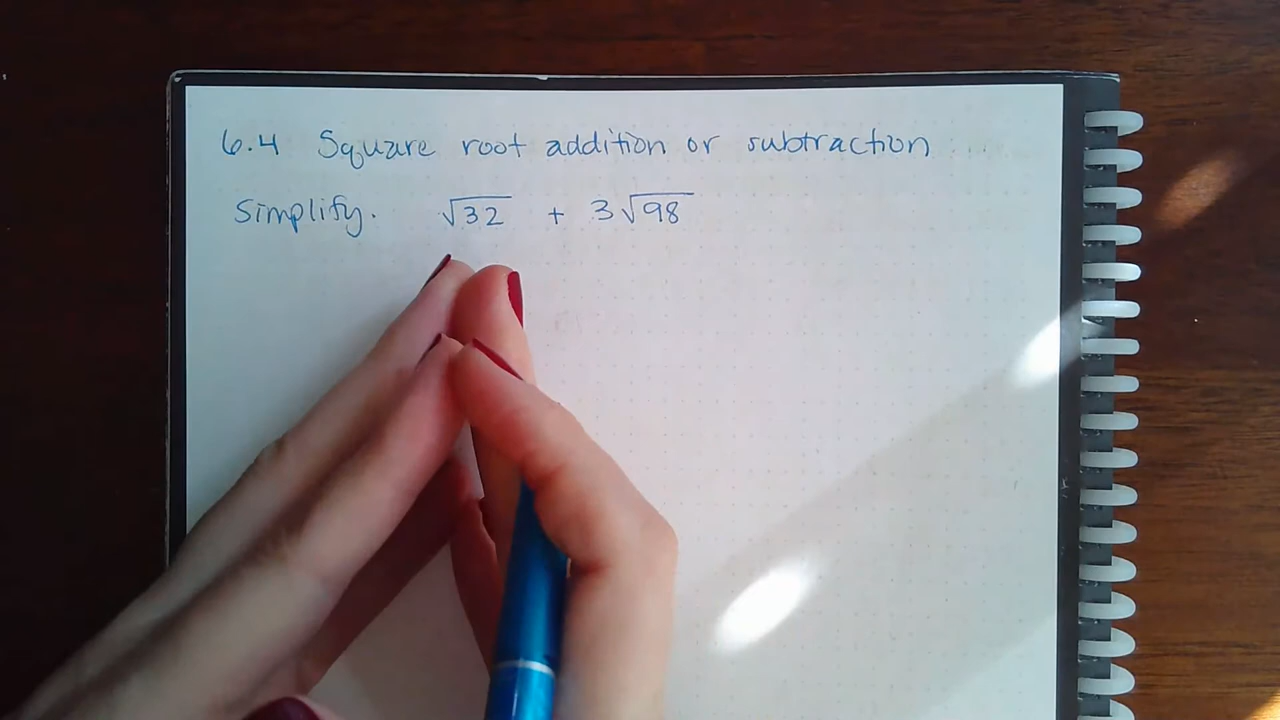 6.4 Square root addition or subtraction
Simplify. √32 + 3√98